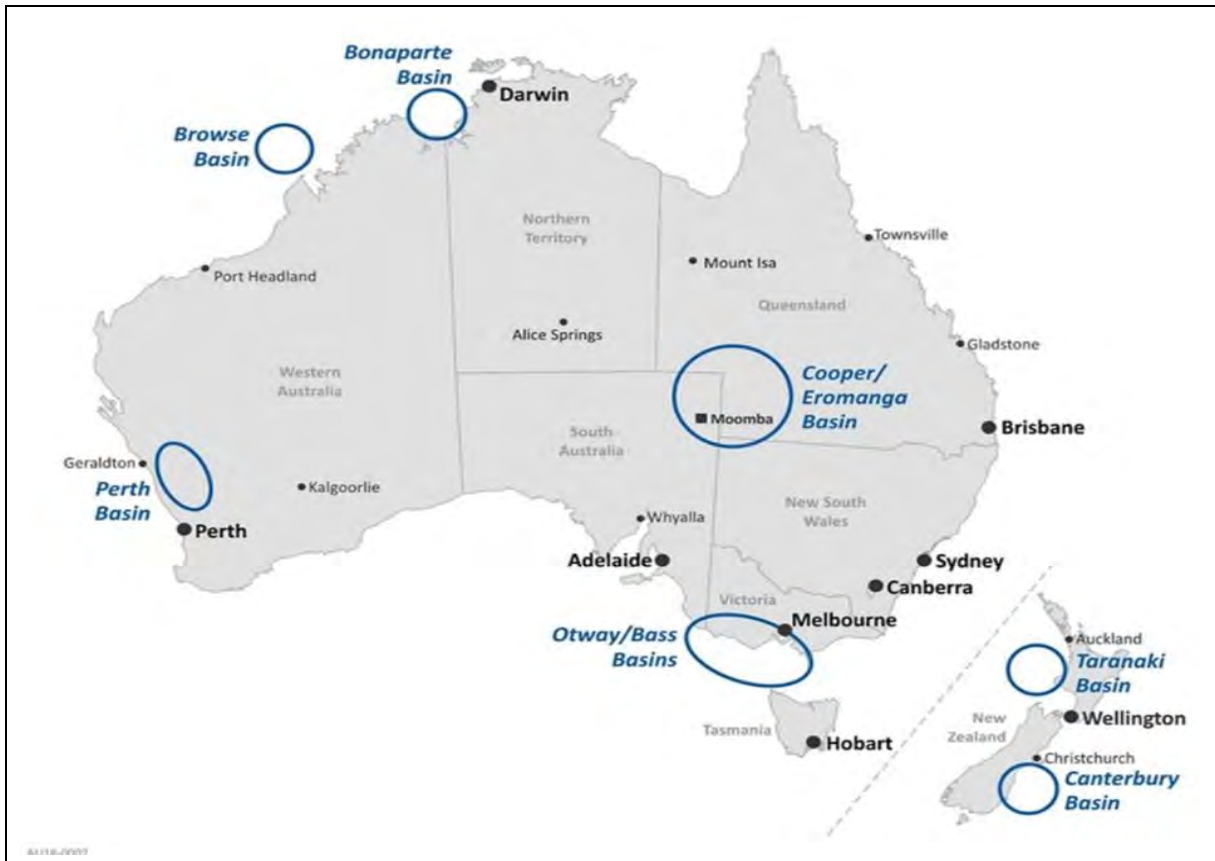 Bonaparte
Basin
Darwin
Browse
Basin
Northern
Territory
Townsville
Port Headland
Mount Isa
Queensland
Alice Springs
Gladstone
Western
Australia
Cooper/
Eromanga
Basin
Moomba
Brisbane
South
Australia
Geraldton
Perth
Basin
Kalgoorlie
New South
Wales
Perth
Whyalla
Adelaide
Sydney
Canberra
Victoria
Melbourne
Otway/Bass
Basins
Auckland
Taranaki
Basin
Tasmania
Hobart
New
Zealand
Wellington
Christchurch
Canterbury
Basin